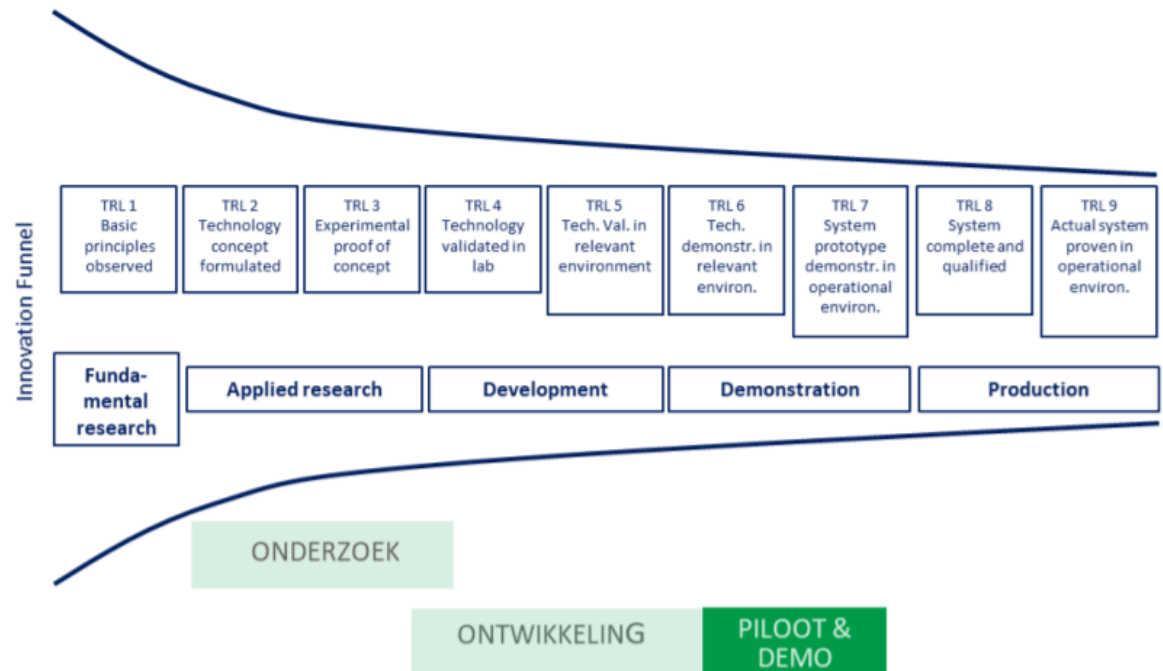 Innovation Funnel
TRL 1
Basic
principles
observed
TRL 2
Technology
concept
formulated
TRL 3
Experimental
proof of
concept
TRL 4
Technology
validated in
lab
TRL 5
Tech. Val. in
relevant
environment
TRL 6
Tech.
demonstr. in
relevant
environ.
TRL 7
System
prototype
demonstr. in
operational
environ.
TRL 8
System
complete and
qualified
TRL 9
Actual system
proven in
operational
environ.
Funda-
mental
research
Applied research
Development
Demonstration
Production
ONDERZOEK
ONTWIKKELING
PILOOT &
DEMO